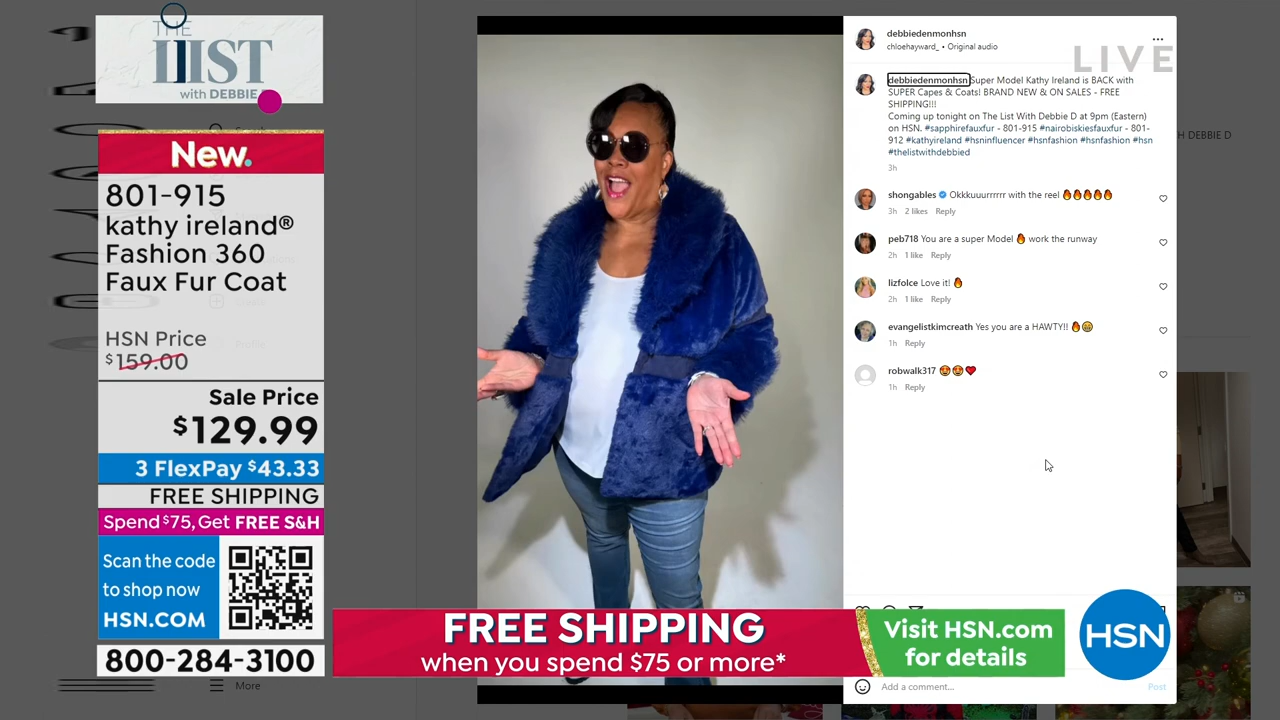 THE
LIST
with DEBBIE
New.
801-915
kathy ireland®
Fashion 360
Faux Fur Coat
HSN Price
$159.00
Sale Price
$129.99
3 FlexPay $43.33
FREE SHIPPING
Spend $75, Get FREE S&H
Scan the code
to shop now
HSN.COM
800-284-3100
More
debbiedenmonhsn
chloehayward_ • Original audio
LIVE
debbiedenmonhsn Super Model Kathy Ireland is BACK with
SUPER Capes & Coats! BRAND NEW & ON SALES - FREE
SHIPPING!!!
Coming up tonight on The List With Debbie D at 9pm (Eastern)
on HSN. #sapphirefauxfur - 801-915 #nairobiskiesfauxfur - 801-
912 #kathyireland #hsninfluencer #hsnfashion #hsnfashion #hsn
#thelistwithdebbied
3h
shongables Okkkuuurrrrrr with the reel 🔥🔥🔥🔥🔥
3h 2 likes Reply
peb718 You are a super Model 🔥 work the runway
2h 1 like Reply
lizfolce Love it! 🔥
2h 1 like Reply
evangelistkimcreath Yes you are a HAWTY!! 🔥😁
1h Reply
robwalk317 😍😍❤️
1h Reply
TH DEBBIE D
FREE SHIPPING
when you spend $75 or more*
Visit HSN.com
for details
HSN
Add a comment...
Post